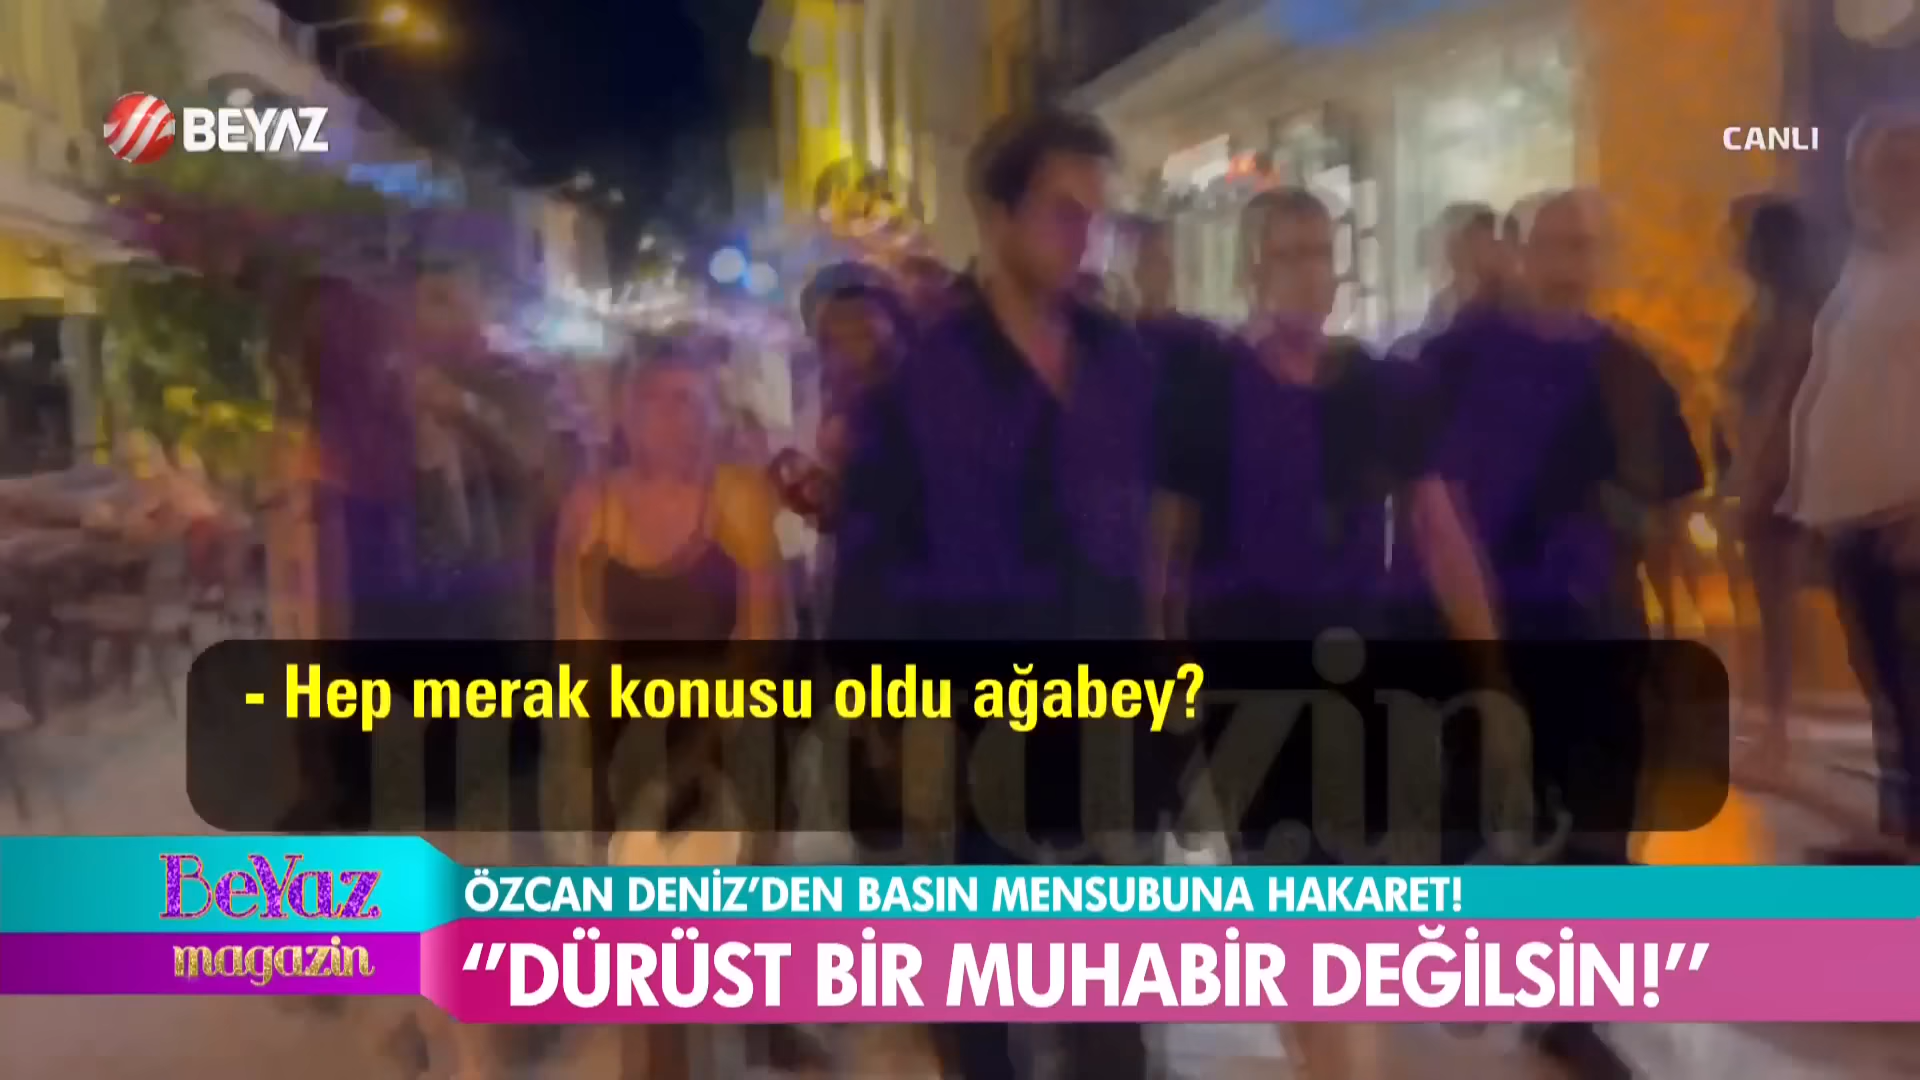 BEYAZ
CANLI
- Hep merak konusu oldu ağabey?
magazin
BeYaz
magazin
ÖZCAN DENİZ’DEN BASIN MENSUBUNA HAKARET!
‘‘DÜRÜST BİR MUHABİR DEĞİLSİN!’’